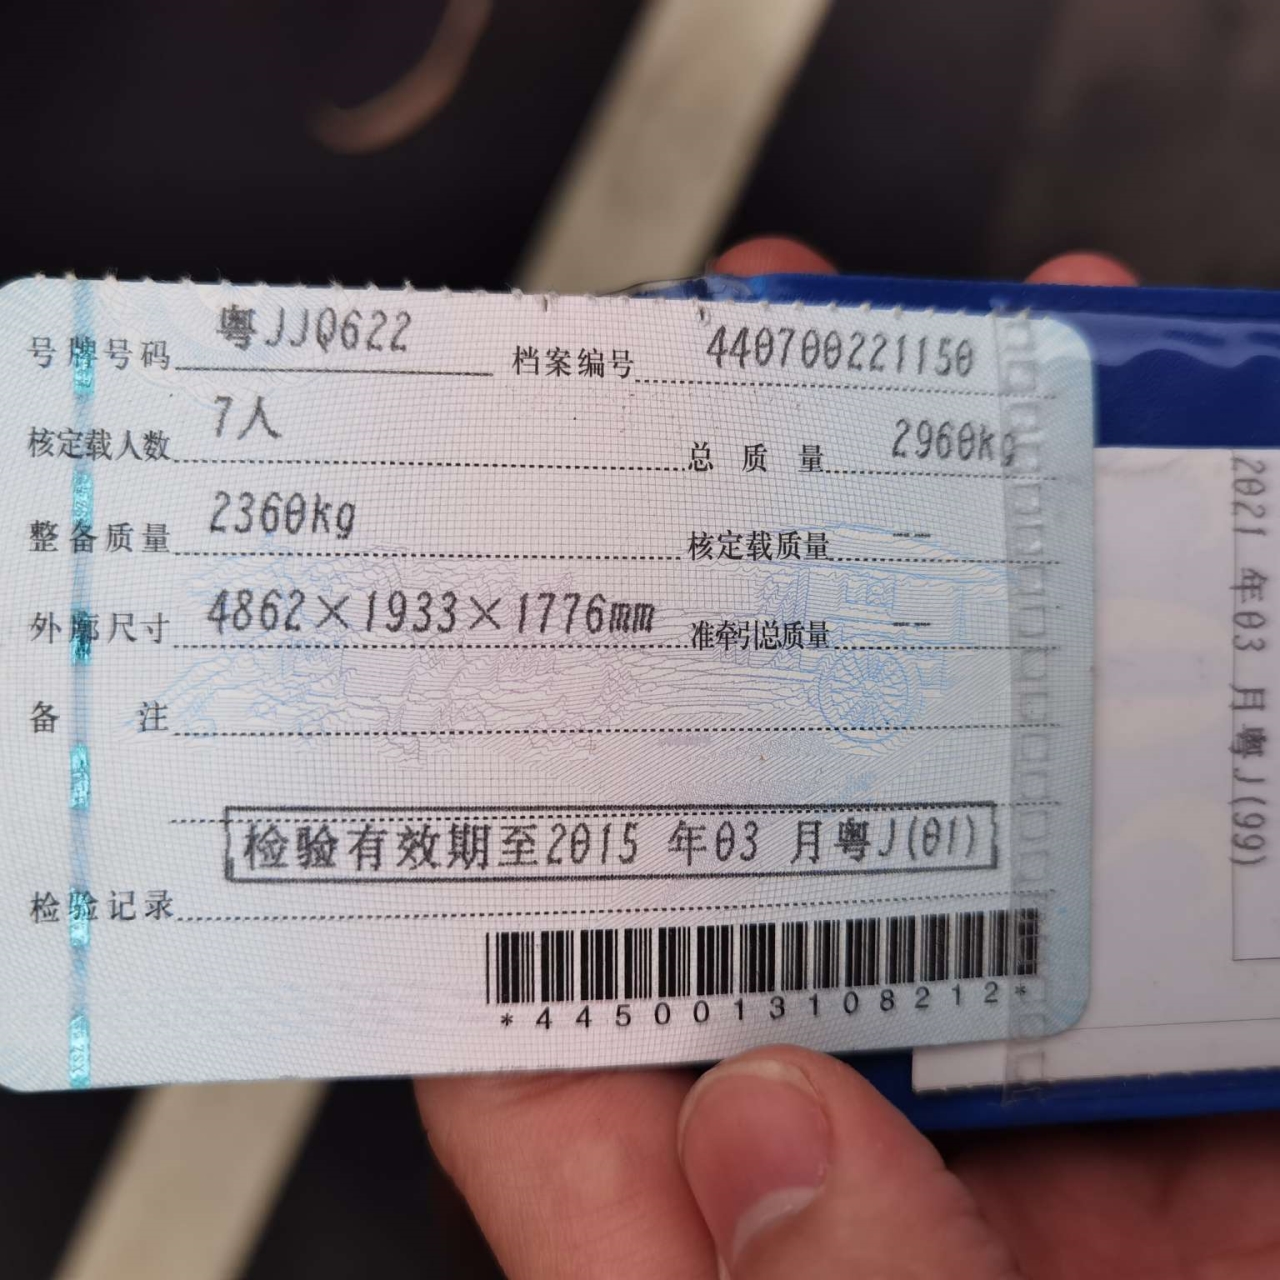 号牌号码 粤JJQ622 档案编号 440700221150
核定载人数 7人 总质量 2960kg
整备质量 2360kg 核定载质量 --
外廓尺寸 4862×1933×1776mm 准牵引总质量 --
备注
检验有效期至2015年03月粤J(01)
检验记录
*4450013108212*
2021年03月粤J(99)